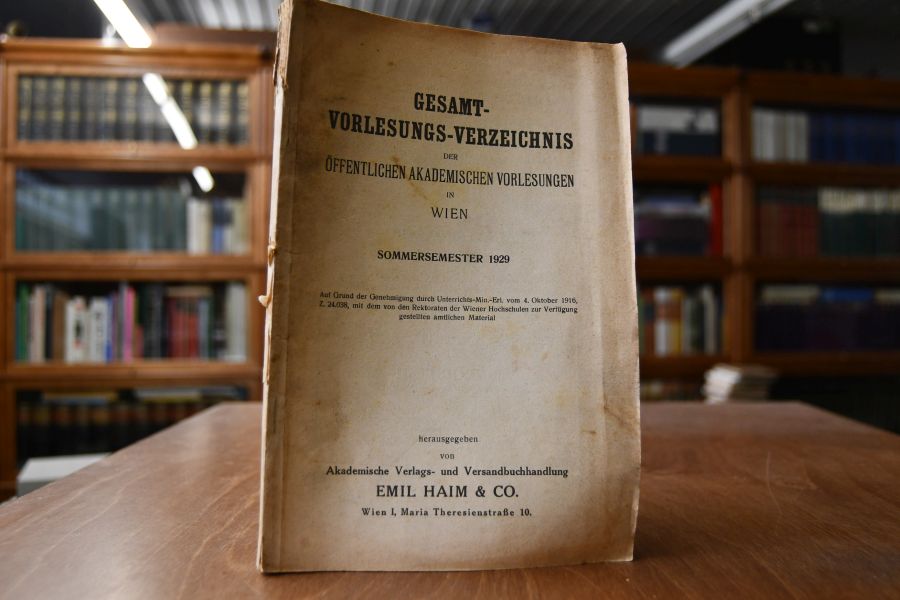 GESAMT-
VORLESUNGS-VERZEICHNIS
DER
ÖFFENTLICHEN AKADEMISCHEN VORLESUNGEN
IN
WIEN
SOMMERSEMESTER 1929
Auf Grund der Genehmigung durch Unterrichts-Min.-Erl. vom 4. Oktober 1916,
Z. 24.038, mit dem von den Rektoraten der Wiener Hochschulen zur Verfügung
gestellten amtlichen Material
herausgegeben
von
Akademische Verlags- und Versandbuchhandlung
EMIL HAIM & CO.
Wien I, Maria Theresienstraße 10.